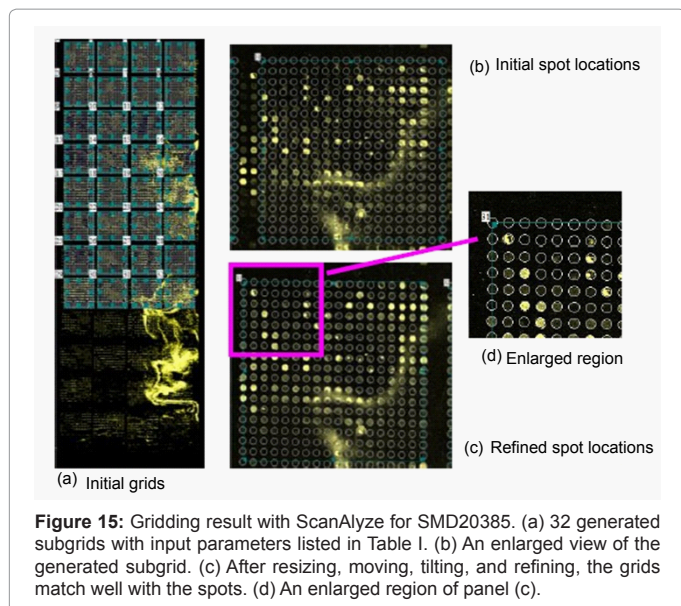 (b) Initial spot locations
(d) Enlarged region
(c) Refined spot locations
(a) Initial grids
Figure 15: Gridding result with ScanAlyze for SMD20385. (a) 32 generated
subgrids with input parameters listed in Table I. (b) An enlarged view of the
generated subgrid. (c) After resizing, moving, tilting, and refining, the grids
match well with the spots. (d) An enlarged region of panel (c).